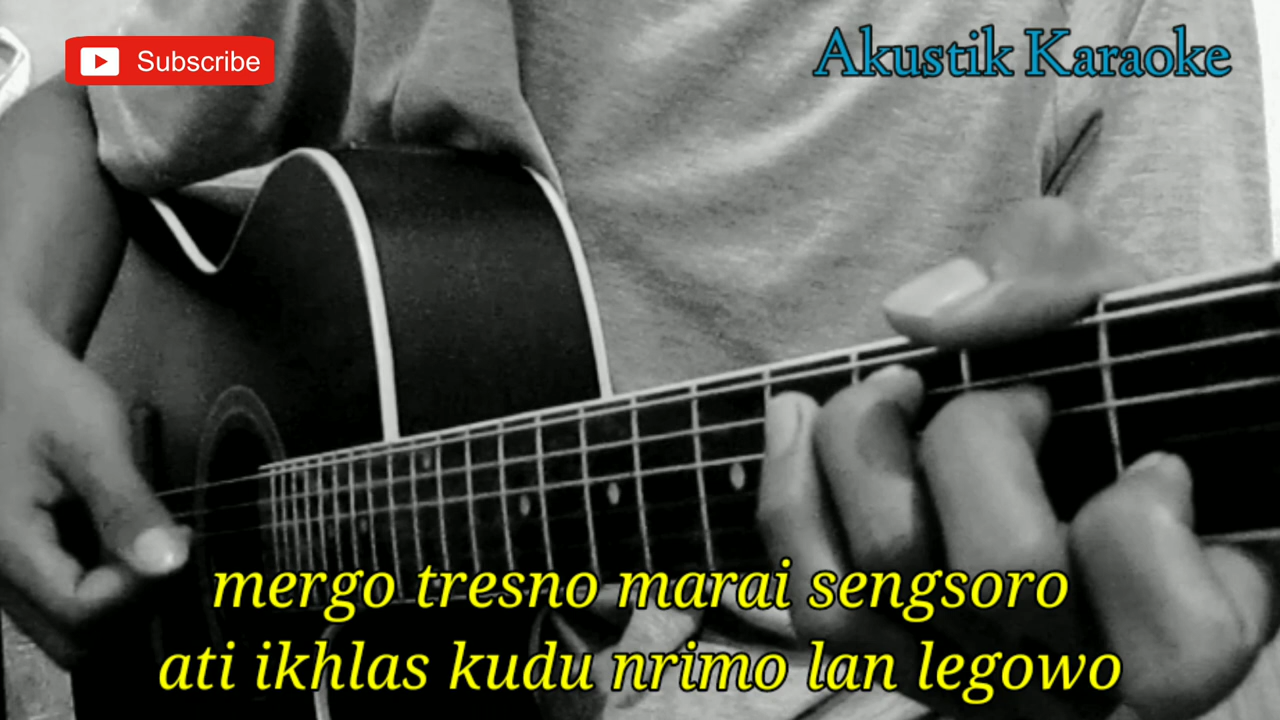 Subscribe
Akustik Karaoke
mergo tresno marai sengsoro
ati ikhlas kudu nrimo lan legowo